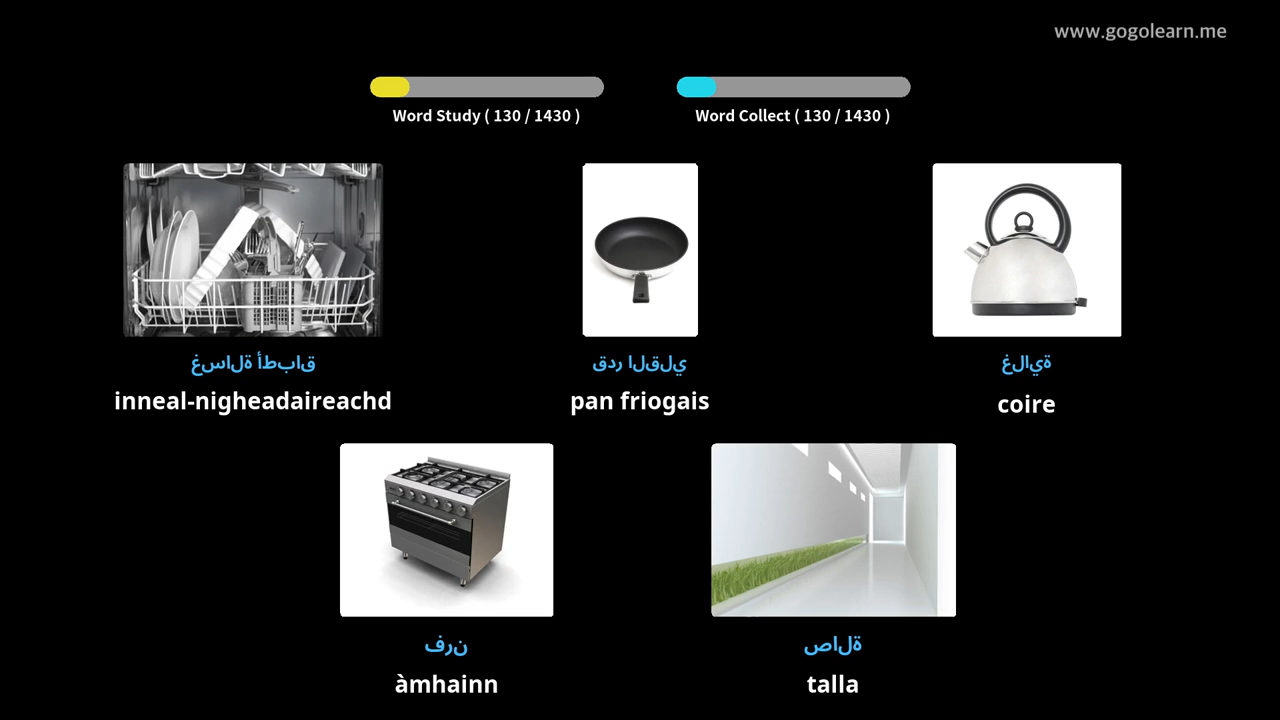 www.gogolearn.me
Word Study ( 130 / 1430 )
Word Collect ( 130 / 1430 )
غسالة أطباق
قدر القلي
غلاية
inneal-nigheadaireachd
pan friogais
coire
فرن
صالة
àmhainn
talla